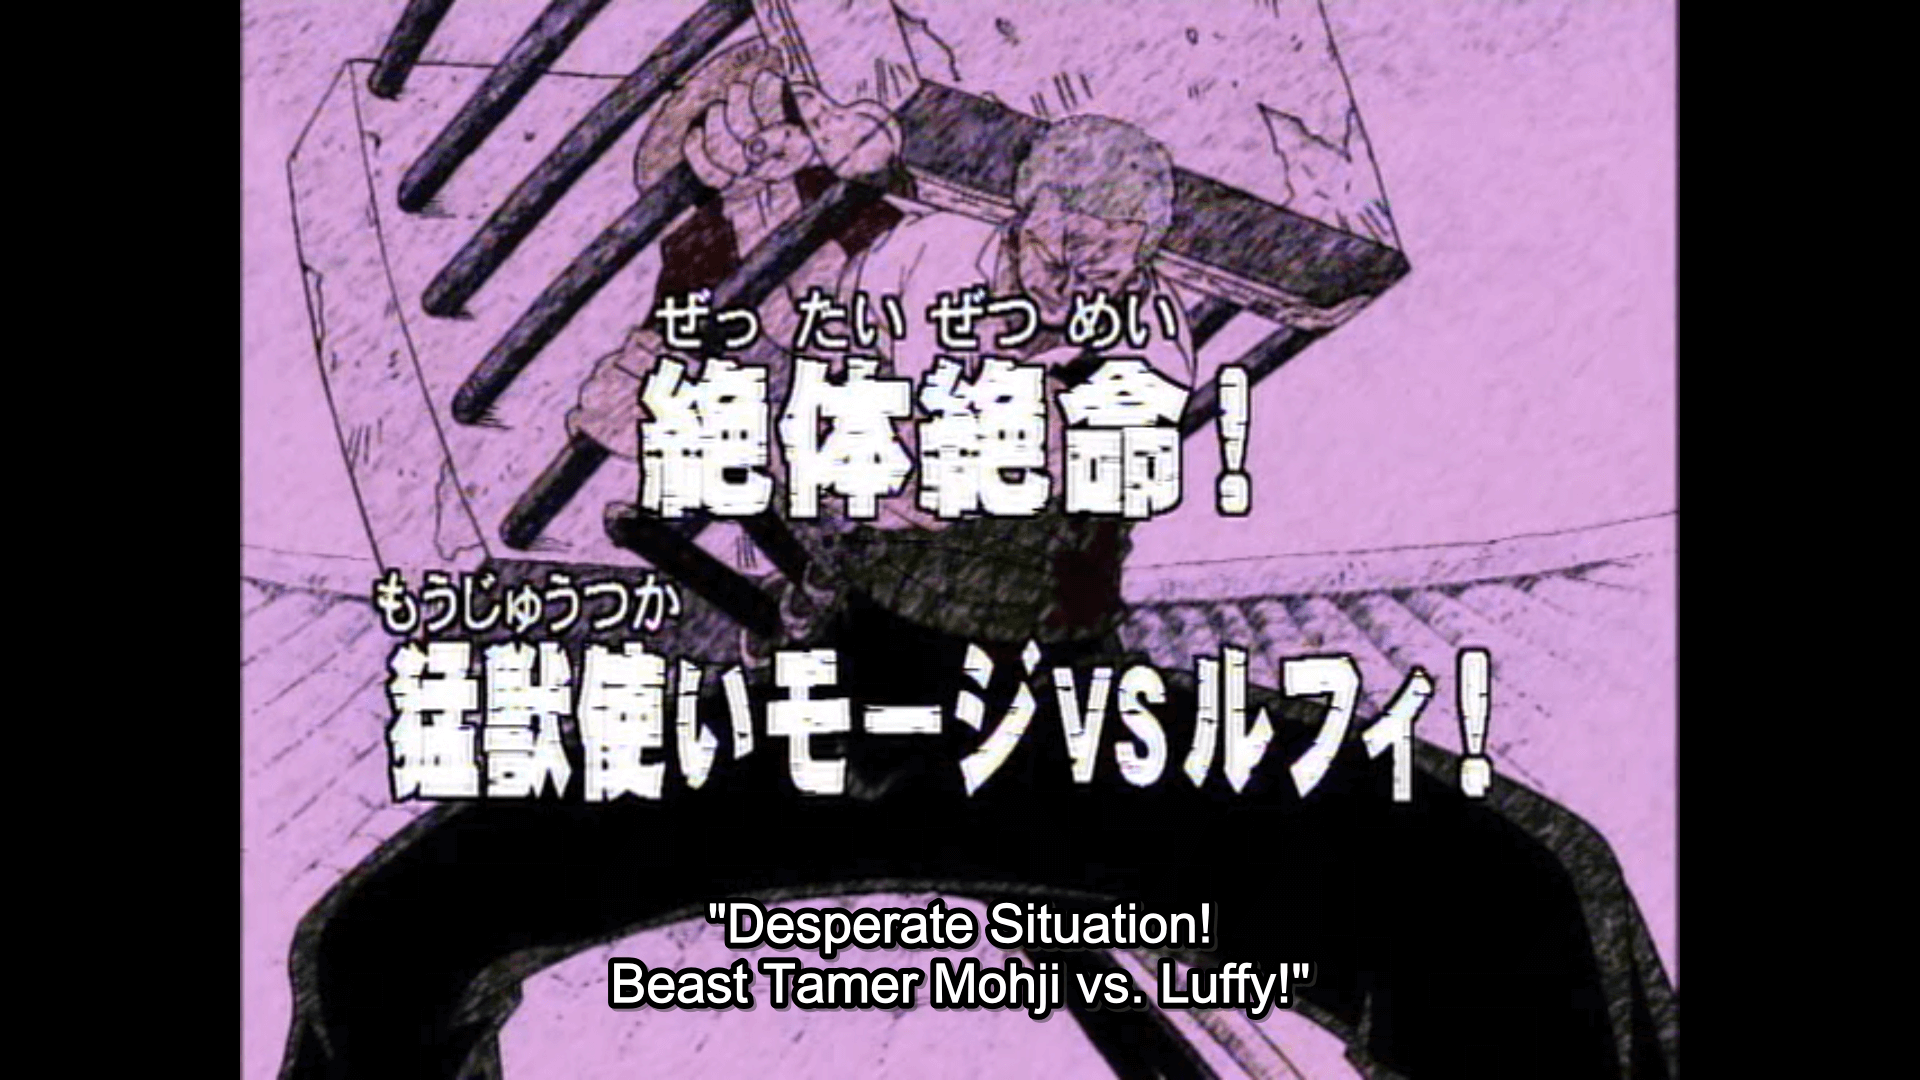 ぜっ たい ぜつ めい
絶体絶命!
もうじゅうつか
猛獣使いモージVSルフィ!
"Desperate Situation!
Beast Tamer Mohji vs. Luffy!"